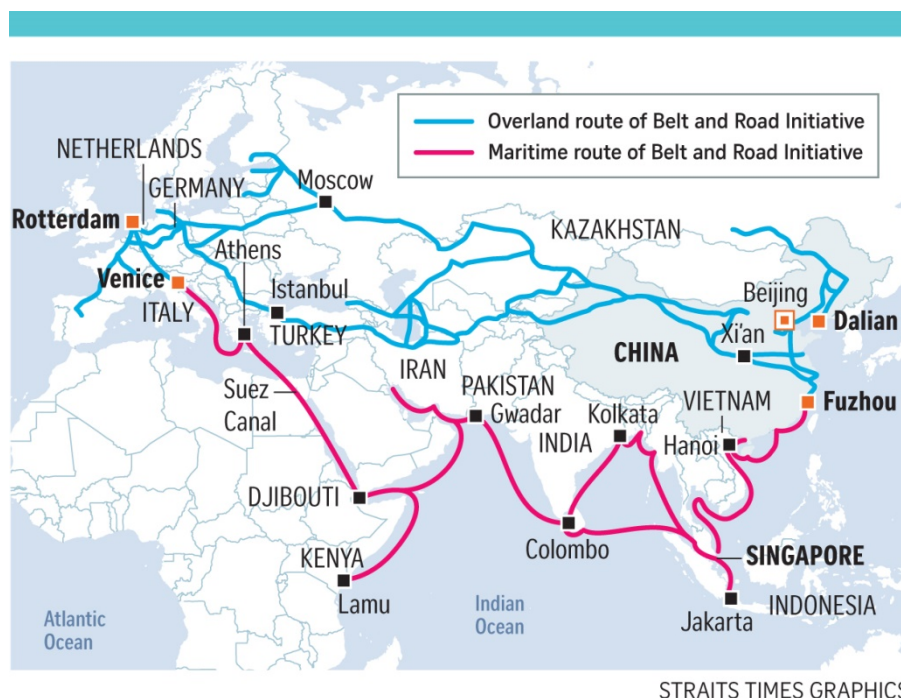 Overland route of Belt and Road Initiative
Maritime route of Belt and Road Initiative
NETHERLANDS
GERMANY
Moscow
Rotterdam
KAZAKHSTAN
Athens
Venice
Istanbul
Beijing
ITALY
TURKEY
Dalian
Xi'an
CHINA
IRAN
Suez
Canal
PAKISTAN
Gwadar
Kolkata
VIETNAM
Fuzhou
INDIA
Hanoi
DJIBOUTI
Colombo
SINGAPORE
KENYA
Lamu
Indian
Ocean
INDONESIA
Jakarta
Atlantic
Ocean
STRAITS TIMES GRAPHICS